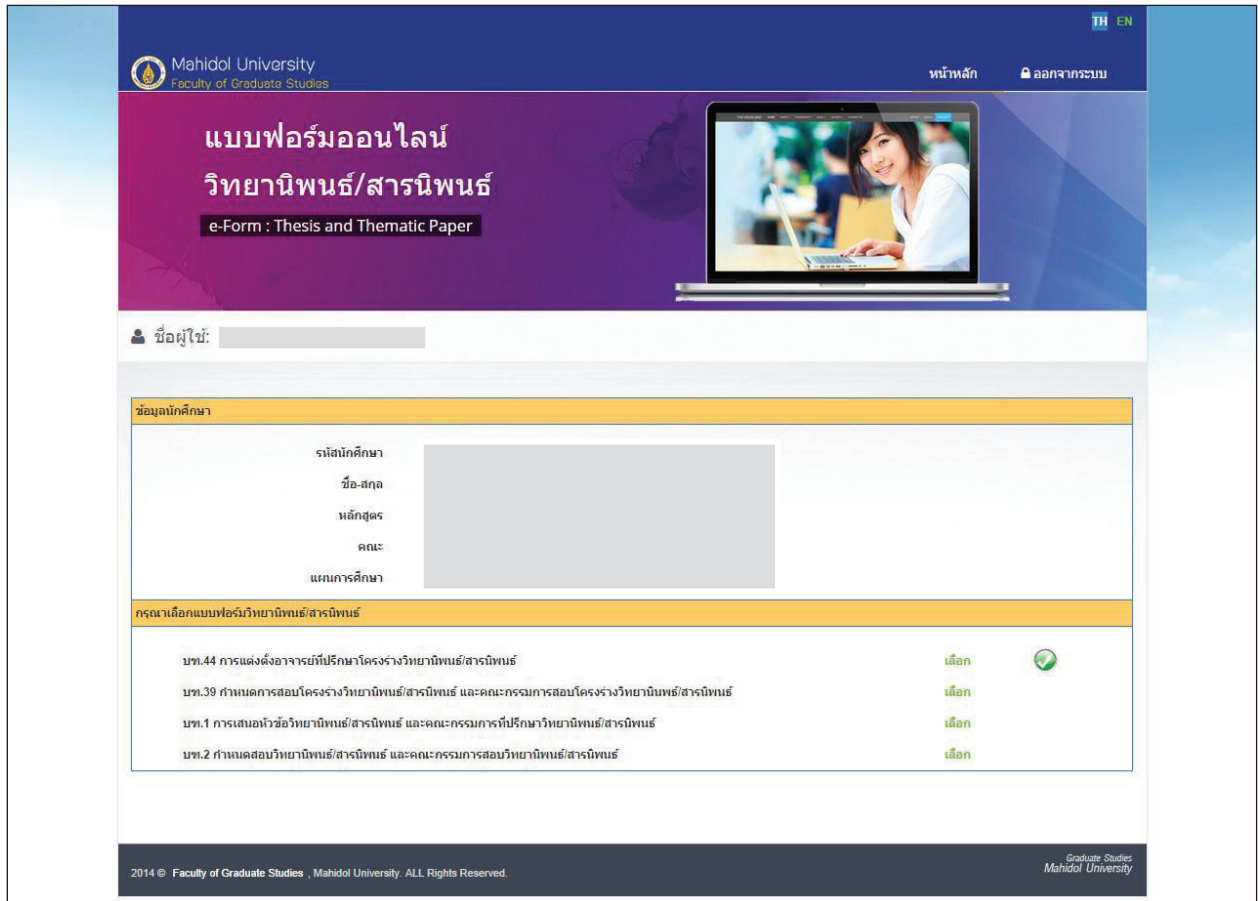 TH EN
Mahidol University
Faculty of Graduate Studies
หน้าหลัก ออกจากระบบ
แบบฟอร์มออนไลน์
วิทยานิพนธ์/สารนิพนธ์
e-Form : Thesis and Thematic Paper
ชื่อผู้ใช้:
ข้อมูลนักศึกษา
รหัสนักศึกษา
ชื่อ-สกุล
หลักสูตร
คณะ
แผนการศึกษา
กรุณาเลือกแบบฟอร์มวิทยานิพนธ์/สารนิพนธ์
บฑ.44 การแต่งตั้งอาจารย์ที่ปรึกษาโครงร่างวิทยานิพนธ์/สารนิพนธ์ เลือก
บฑ.39 กำหนดการสอบโครงร่างวิทยานิพนธ์/สารนิพนธ์ และคณะกรรมการสอบโครงร่างวิทยานินพธ์/สารนิพนธ์ เลือก
บฑ.1 การเสนอหัวข้อวิทยานิพนธ์/สารนิพนธ์ และคณะกรรมการที่ปรึกษาวิทยานิพนธ์/สารนิพนธ์ เลือก
บฑ.2 กำหนดสอบวิทยานิพนธ์/สารนิพนธ์ และคณะกรรมการสอบวิทยานิพนธ์/สารนิพนธ์ เลือก
2014 © Faculty of Graduate Studies , Mahidol University. ALL Rights Reserved.
Graduate Studies
Mahidol University